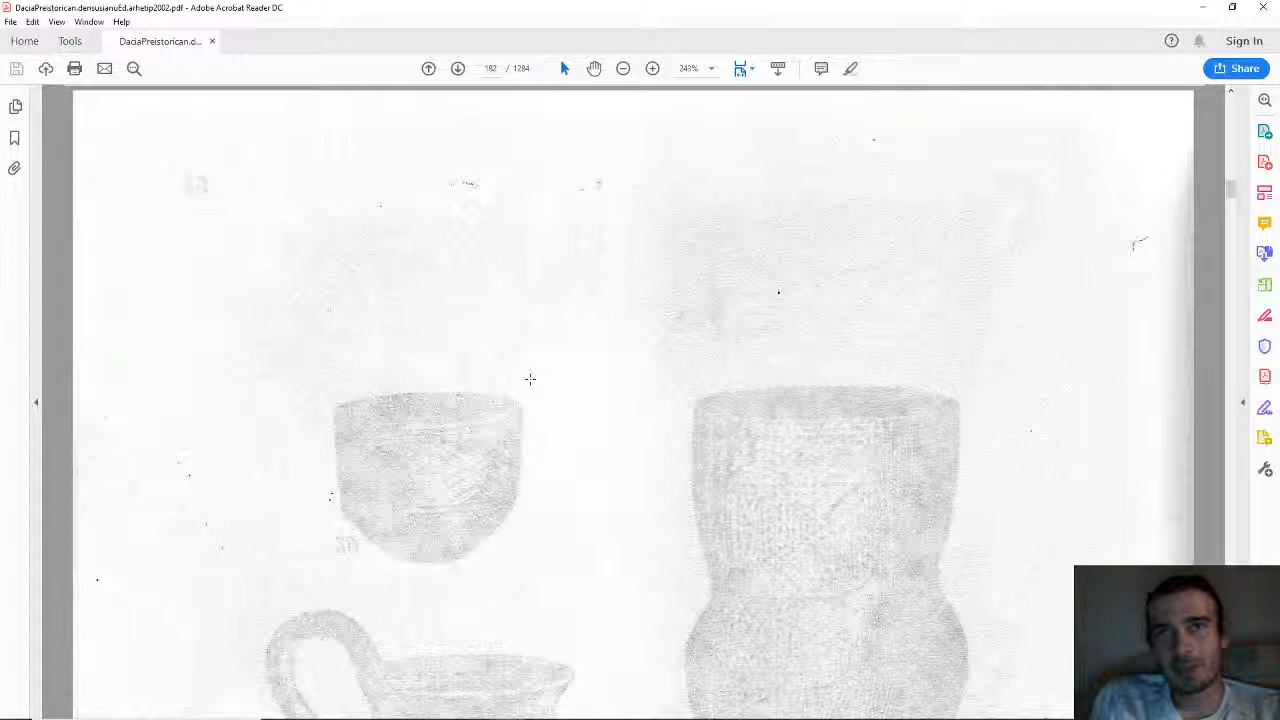 DaciaPreistorican.densusianuEd.arhetip2002.pdf - Adobe Acrobat Reader DC
File Edit View Window Help
Home Tools DaciaPreistorican.d... Sign In
182 / 1284 243% Share